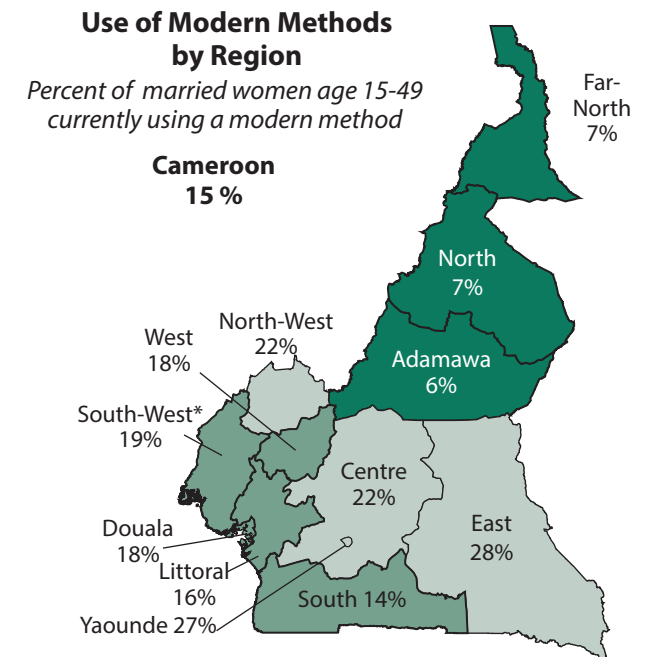 Use of Modern Methods
by Region
Percent of married women age 15-49
currently using a modern method
Cameroon
15 %
Far-
North
7%
North
7%
Adamawa
6%
North-West
22%
West
18%
South-West*
19%
Centre
22%
East
28%
Douala
18%
Littoral
16%
South 14%
Yaounde 27%